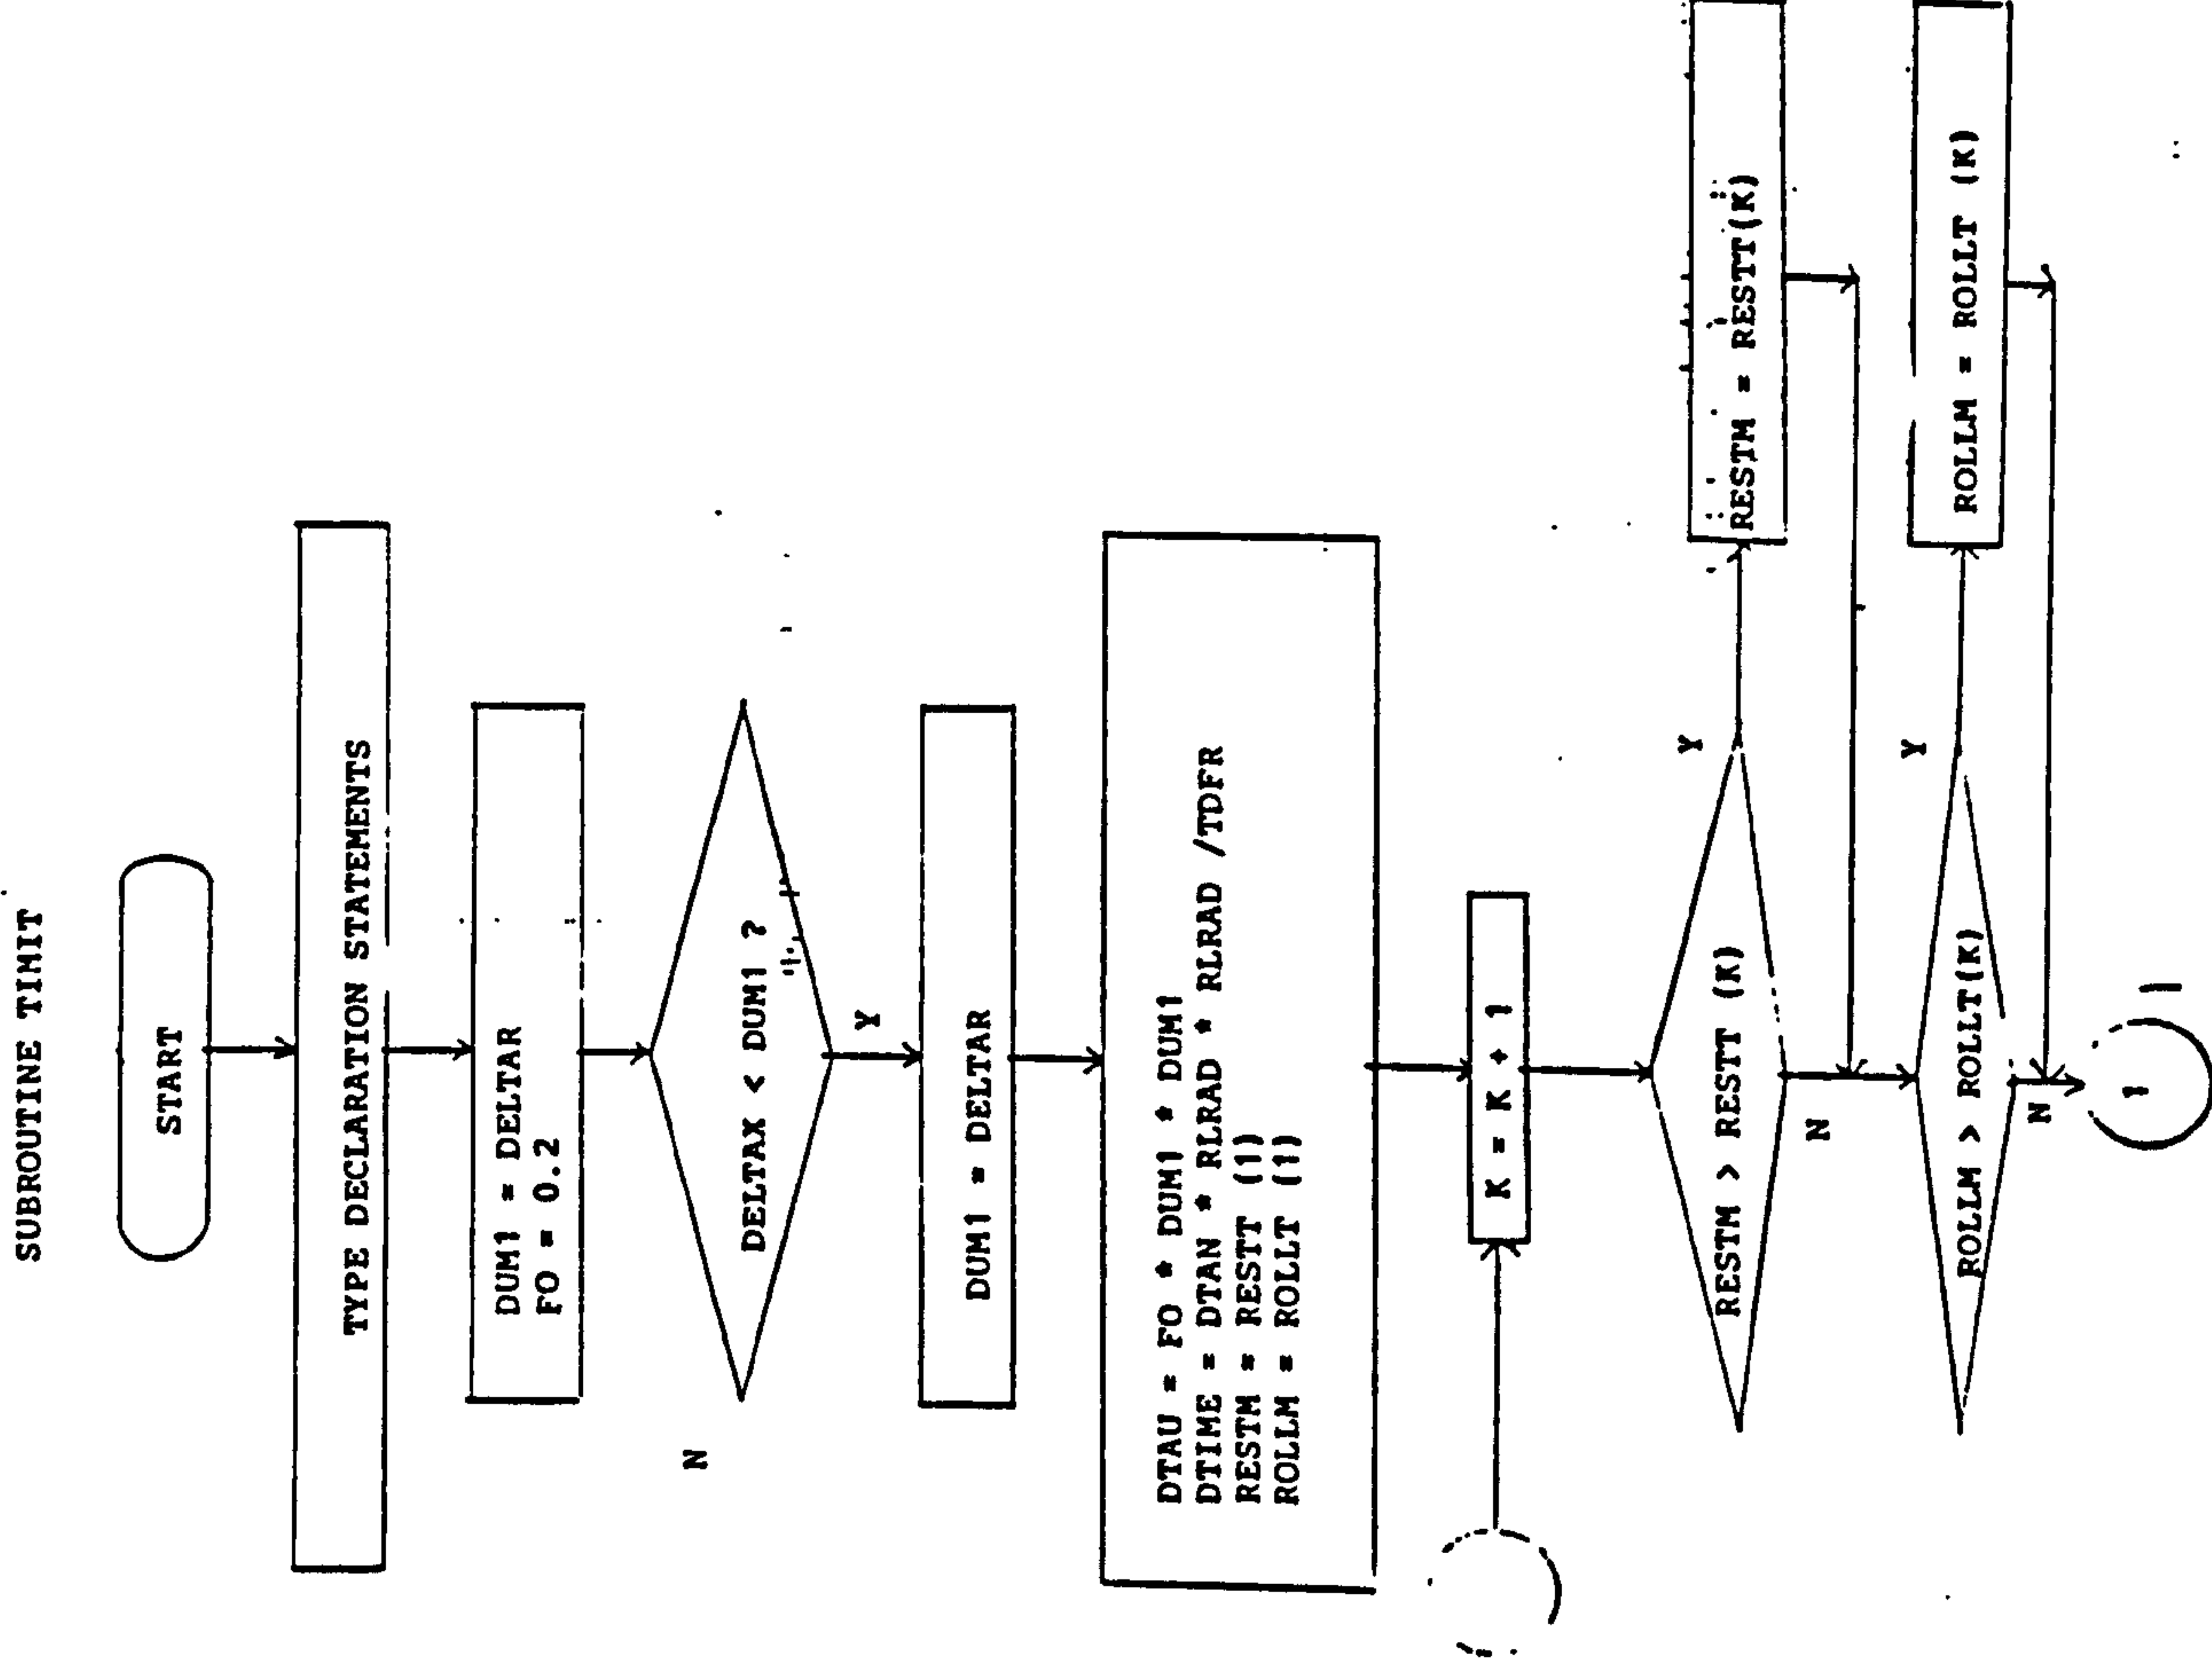 SUBROUTINE TIMIT
START
TYPE DECLARATION STATEMENTS
DUM1 = DELTAR
FO = 0.2
DELTAX < DUM1 ?
N
Y
DUM1 = DELTAR
DTAU = FO * DUM1 * DUM1
DTIME = DTAN * RLRAD * RLRAD /TDFR
RESTM = RESTT (1)
ROLLM = ROLLT (1)
K = K + 1
RESTM > RESTT (K)
Y
RESTM = RESTT(K)
N
ROLLM > ROLLT(K)
Y
ROLLM = ROLLT (K)
N
1